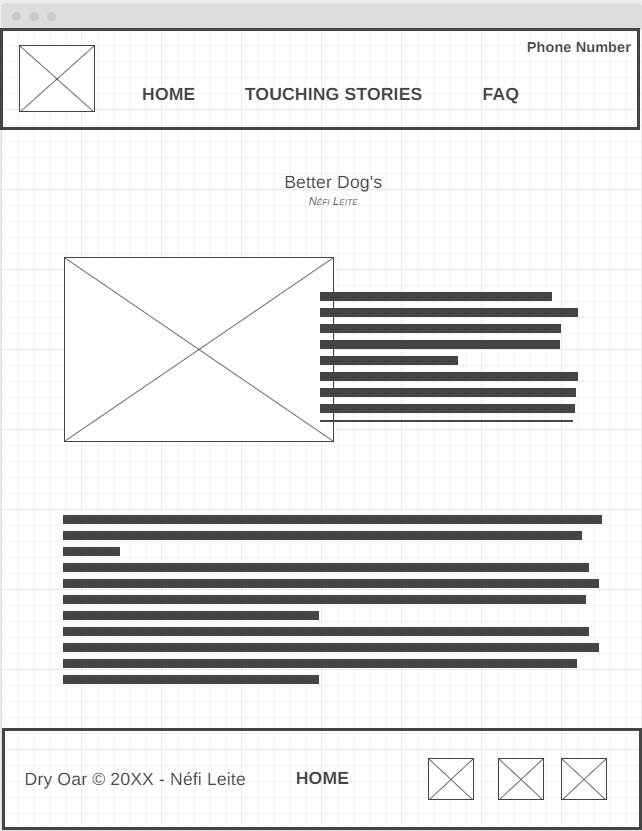 Phone Number
HOME TOUCHING STORIES FAQ
Better Dog's
Néfi Leite
Dry Oar © 20XX - Néfi Leite HOME